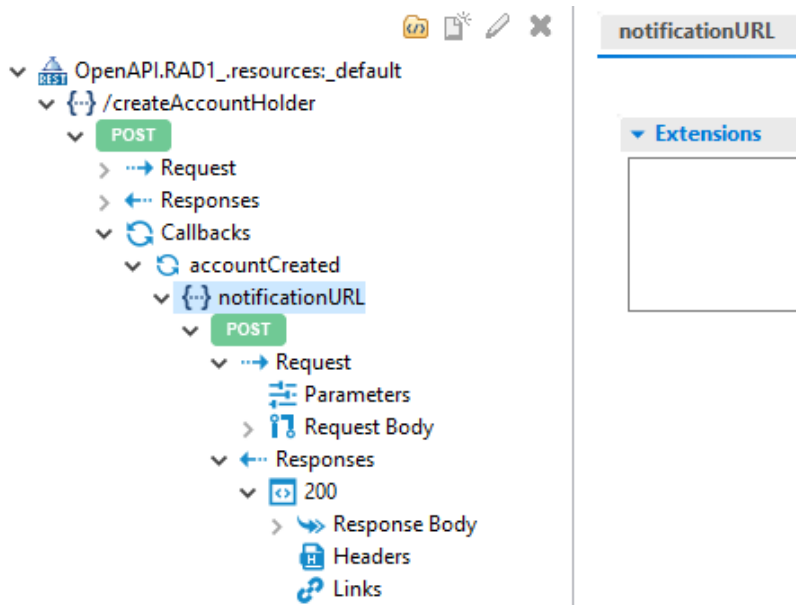 notificationURL
OpenAPI.RAD1_.resources:_default
REST
/createAccountHolder
POST
Request
Responses
Callbacks
accountCreated
notificationURL
POST
Request
Parameters
Request Body
Responses
200
Response Body
H
Headers
Links
Extensions